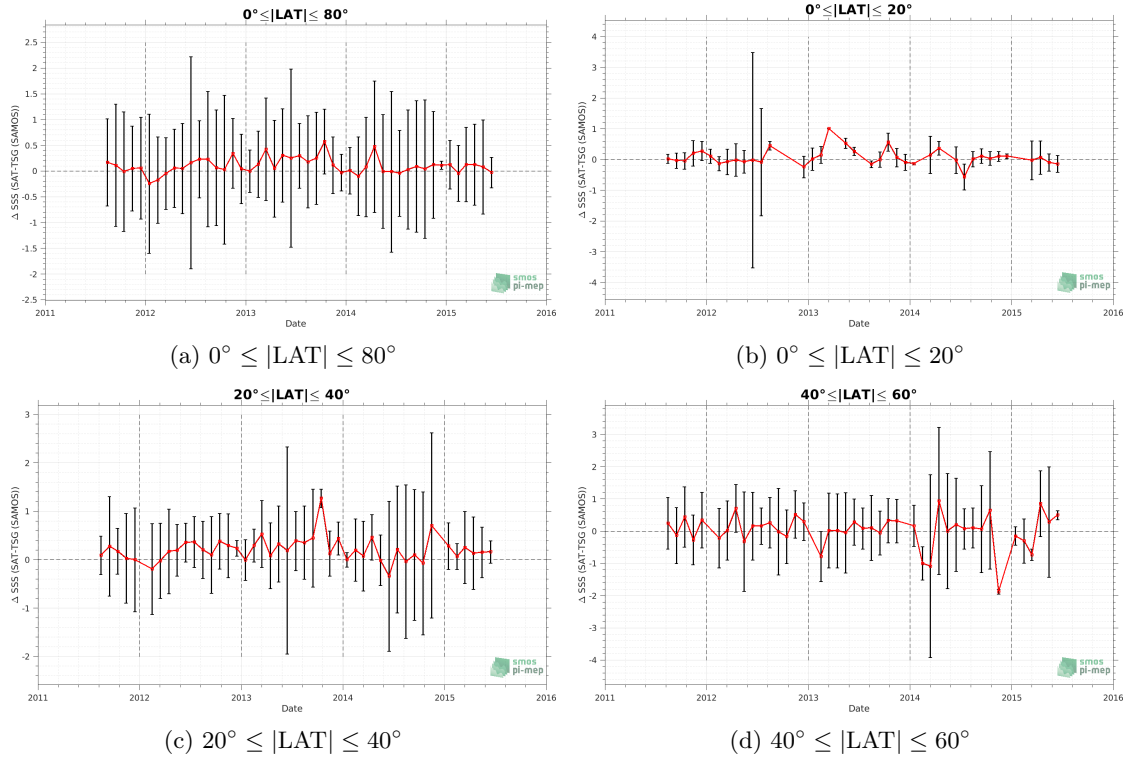 0°≤|LAT|≤ 80°
Δ SSS (SAT-TSG (SAMOS))
2.5
2
1.5
1
0.5
0
-0.5
-1
-1.5
-2
-2.5
2011 2012 2013 2014 2015 2016
Date
smos
pi-mep
(a) 0° ≤ |LAT| ≤ 80°
0°≤|LAT|≤ 20°
Δ SSS (SAT-TSG (SAMOS))
4
3
2
1
0
-1
-2
-3
-4
2011 2012 2013 2014 2015 2016
Date
smos
pi-mep
(b) 0° ≤ |LAT| ≤ 20°
20°≤|LAT|≤ 40°
Δ SSS (SAT-TSG (SAMOS))
3
2
1
0
-1
-2
2011 2012 2013 2014 2015 2016
Date
smos
pi-mep
(c) 20° ≤ |LAT| ≤ 40°
40°≤|LAT|≤ 60°
Δ SSS (SAT-TSG (SAMOS))
3
2
1
0
-1
-2
-3
-4
2011 2012 2013 2014 2015 2016
Date
smos
pi-mep
(d) 40° ≤ |LAT| ≤ 60°